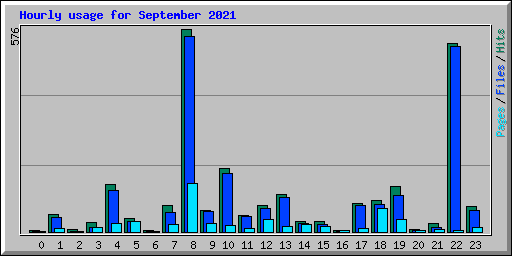 Hourly usage for September 2021
576
Pages / Files / Hits
0 1 2 3 4 5 6 7 8 9 10 11 12 13 14 15 16 17 18 19 20 21 22 23